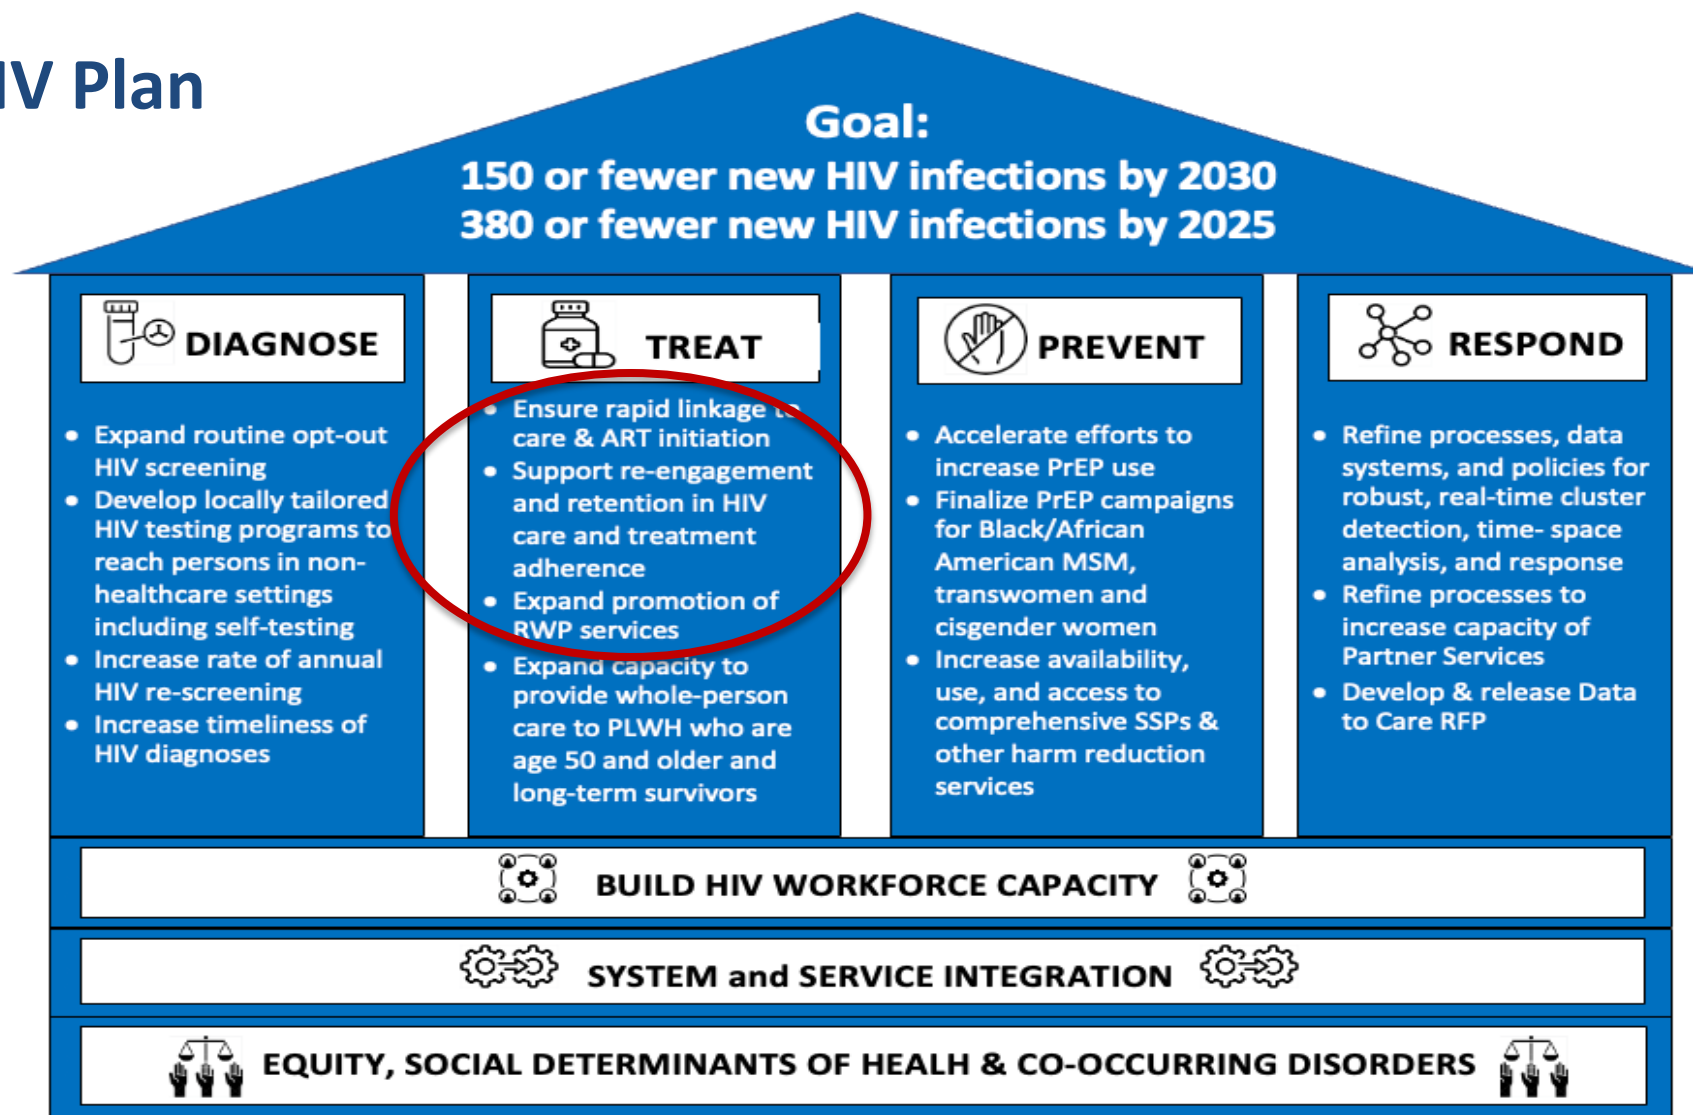 IV Plan
Goal:
150 or fewer new HIV infections by 2030
380 or fewer new HIV infections by 2025
DIAGNOSE
• Expand routine opt-out
HIV screening
• Develop locally tailored
HIV testing programs to
reach persons in non-
healthcare settings
including self-testing
• Increase rate of annual
HIV re-screening
• Increase timeliness of
HIV diagnoses
TREAT
• Ensure rapid linkage to
care & ART initiation
• Support re-engagement
and retention in HIV
care and treatment
adherence
• Expand promotion of
RWP services
• Expand capacity to
provide whole-person
care to PLWH who are
age 50 and older and
long-term survivors
PREVENT
• Accelerate efforts to
increase PrEP use
• Finalize PrEP campaigns
for Black/African
American MSM,
transwomen and
cisgender women
• Increase availability,
use, and access to
comprehensive SSPs &
other harm reduction
services
RESPOND
• Refine processes, data
systems, and policies for
robust, real-time cluster
detection, time- space
analysis, and response
• Refine processes to
increase capacity of
Partner Services
• Develop & release Data
to Care RFP
BUILD HIV WORKFORCE CAPACITY
SYSTEM and SERVICE INTEGRATION
EQUITY, SOCIAL DETERMINANTS OF HEALH & CO-OCCURRING DISORDERS